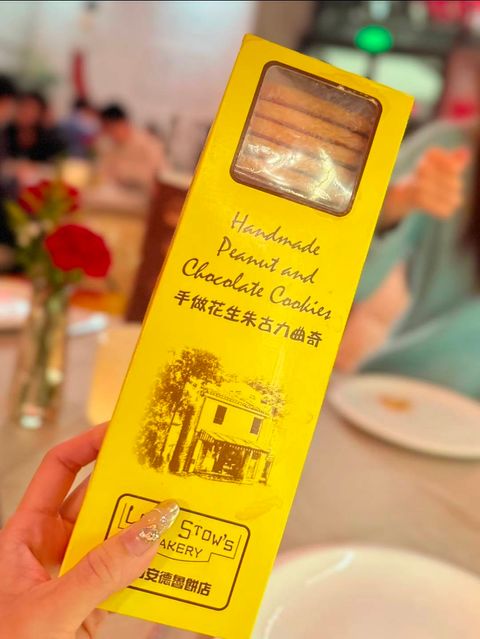 Handmade
Peanut and
Chocolate Cookies
手做花生朱古力曲奇
STOW'S
BAKERY
安德魯餅店